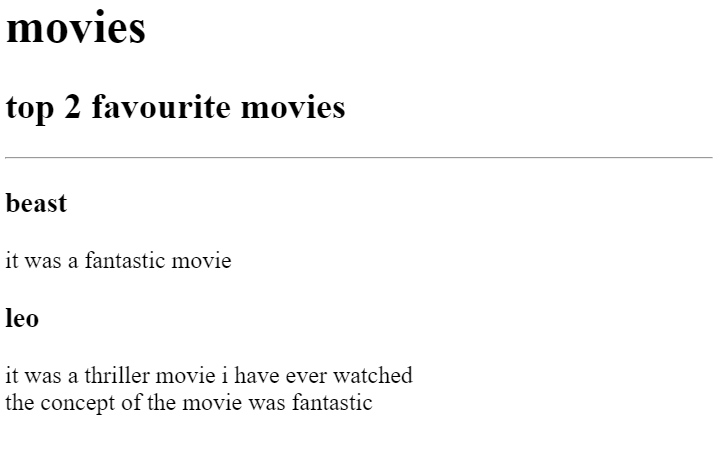 movies
top 2 favourite movies
beast
it was a fantastic movie
leo
it was a thriller movie i have ever watched
the concept of the movie was fantastic